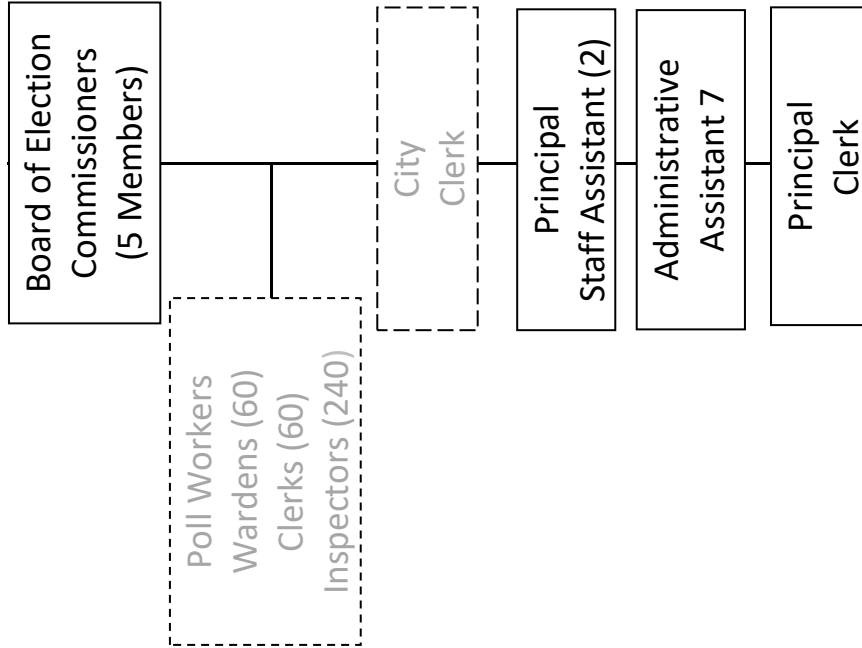 Board of Election
Commissioners
(5 Members)
Poll Workers
Wardens (60)
Clerks (60)
Inspectors (240)
City
Clerk
Principal
Staff Assistant (2)
Administrative
Assistant 7
Principal
Clerk